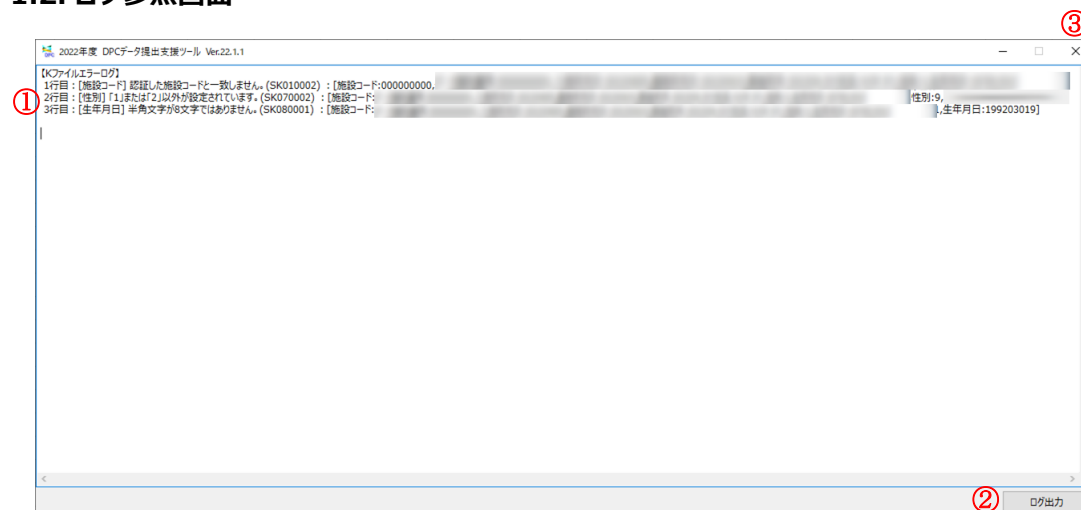 1.2. ログ参照画面
③
2022年度 DPCデータ提出支援ツール Ver.22.1.1
【Kファイルエラーログ】
1行目：[施設コード] 認証した施設コードと一致しません。(SK010002) ：[施設コード:000000000,
① 2行目：[性別] 「1」または「2」以外が設定されています。(SK070002) ：[施設コード: 性別:9,
3行目：[生年月日] 半角文字が8文字ではありません。(SK080001) ：[施設コード: ,生年月日:199203019]
② ログ出力